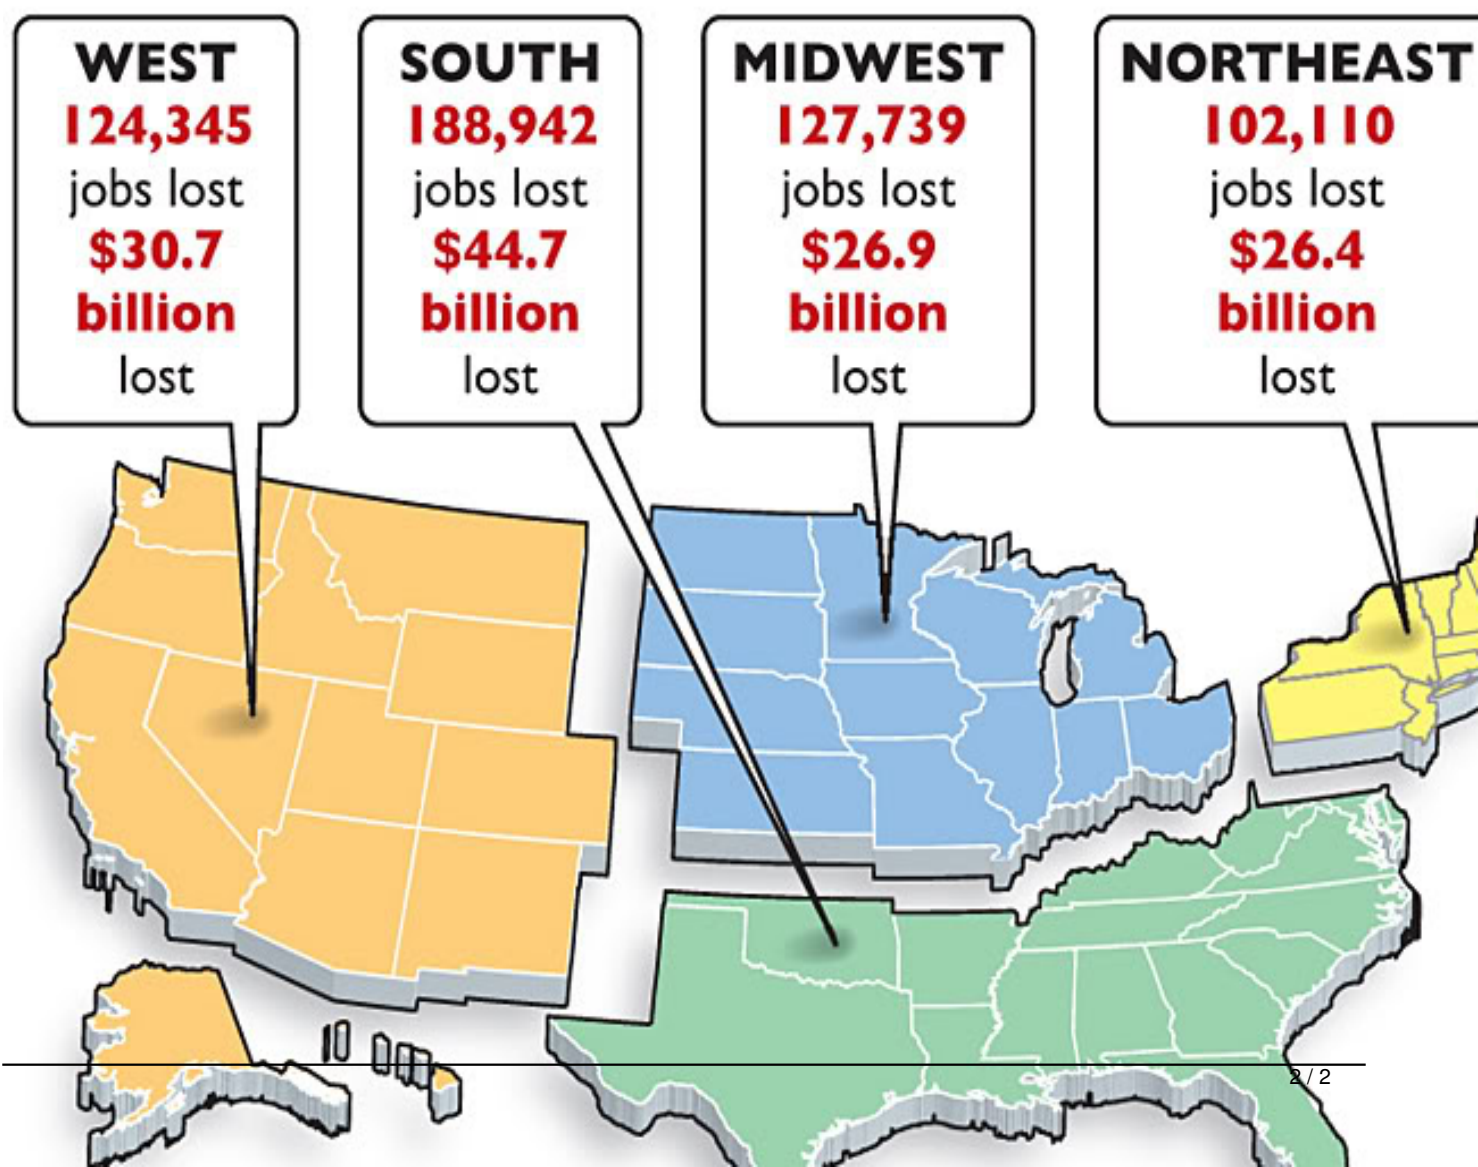 WEST
124,345
jobs lost
$30.7
billion
lost
SOUTH
188,942
jobs lost
$44.7
billion
lost
MIDWEST
127,739
jobs lost
$26.9
billion
lost
NORTHEAST
102,110
jobs lost
$26.4
billion
lost
2 / 2